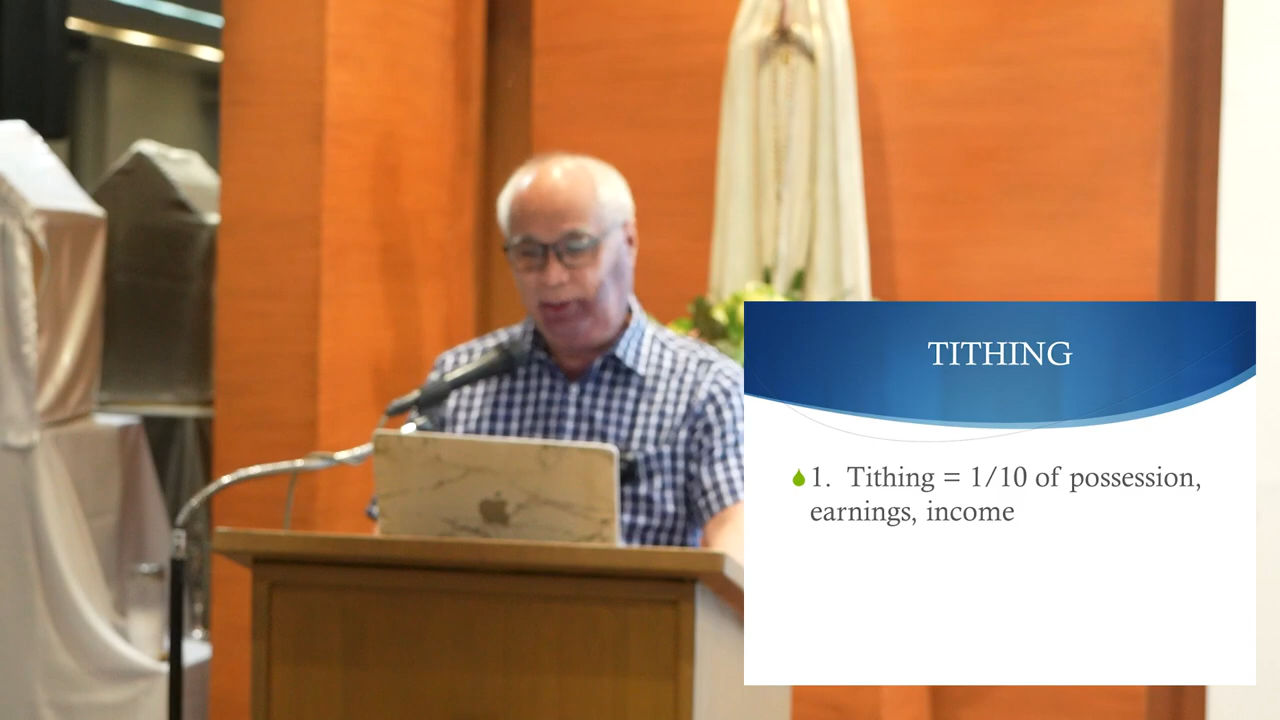 TITHING
1. Tithing = 1/10 of possession,
earnings, income